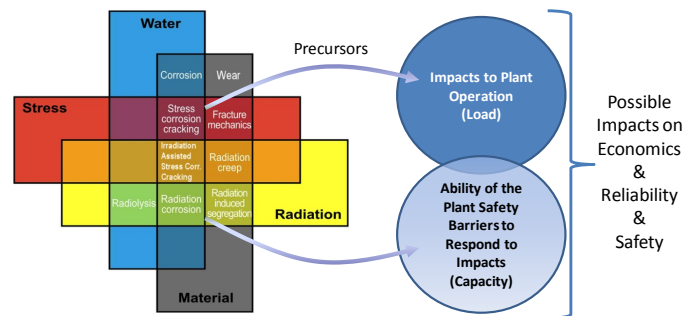 Water
Precursors
Corrosion
Wear
Stress
Stress
corrosion
cracking
Fracture
mechanics
Irradiation
Assisted
Stress Corr.
Cracking
Radiation
creep
Radiolysis
Radiation
corrosion
Radiation
induced
segregation
Radiation
Material
Impacts to Plant
Operation
(Load)
Ability of the
Plant Safety
Barriers to
Respond to
Impacts
(Capacity)
Possible
Impacts on
Economics
&
Reliability
&
Safety